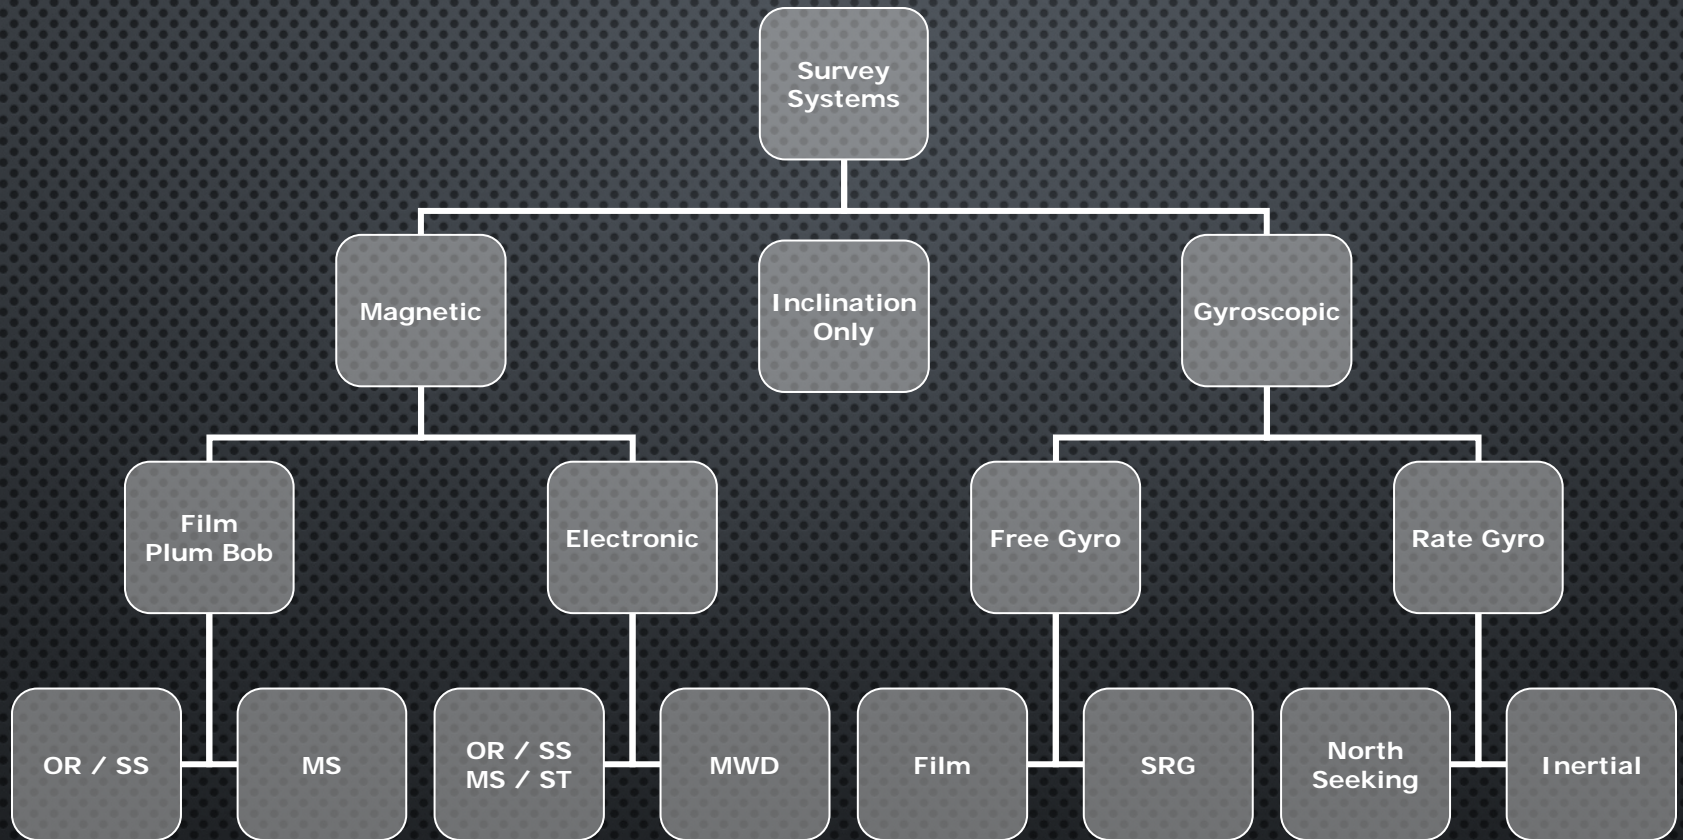 Survey
Systems
Magnetic
Inclination
Only
Gyroscopic
Film
Plum Bob
Electronic
Free Gyro
Rate Gyro
OR / SS
MS
OR / SS
MS / ST
MWD
Film
SRG
North
Seeking
Inertial